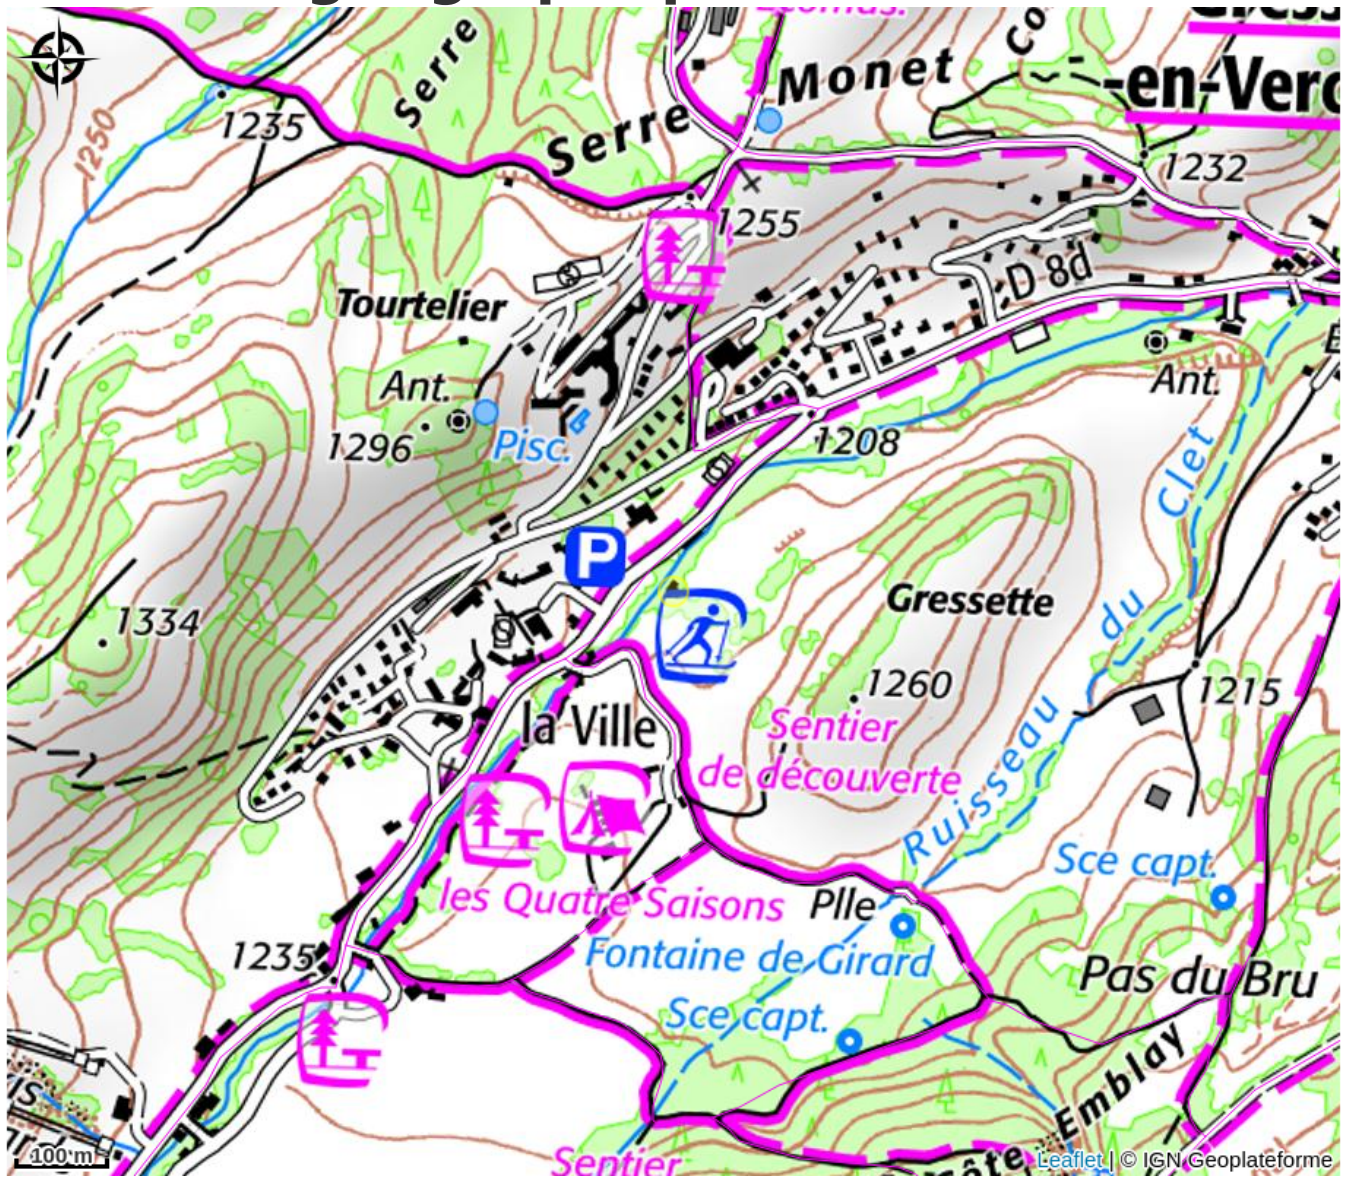 Écomus.
Serre
Monet
-en-Verc
1250
1235
Serre
1232
1255
D 8d
Tourtelier
Ant.
Ant.
1296
Pisc.
1208
Clet
du
Ruisseau
Gressette
1334
1260
1215
la Ville
Sentier
de découverte
Sce capt.
les Quatre Saisons
Plle
Fontaine de Girard
1235
Pas du Bru
Sce capt.
Emblay
Sentier
P
100 m
Leaflet | © IGN Geoplateforme